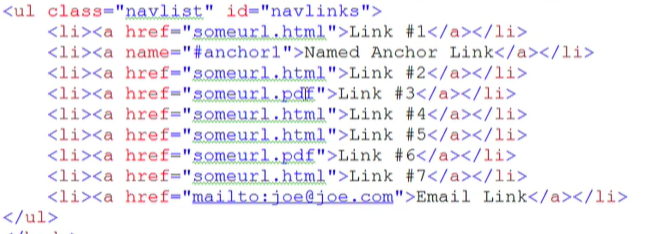 <ul class="navlist" id="navlinks">
<li><a href="someurl.html">Link #1</a></li>
<li><a name="#anchor1">Named Anchor Link</a></li>
<li><a href="someurl.html">Link #2</a></li>
<li><a href="someurl.pdf">Link #3</a></li>
<li><a href="someurl.html">Link #4</a></li>
<li><a href="someurl.html">Link #5</a></li>
<li><a href="someurl.pdf">Link #6</a></li>
<li><a href="someurl.html">Link #7</a></li>
<li><a href="mailto:joe@joe.com">Email Link</a></li>
</ul>